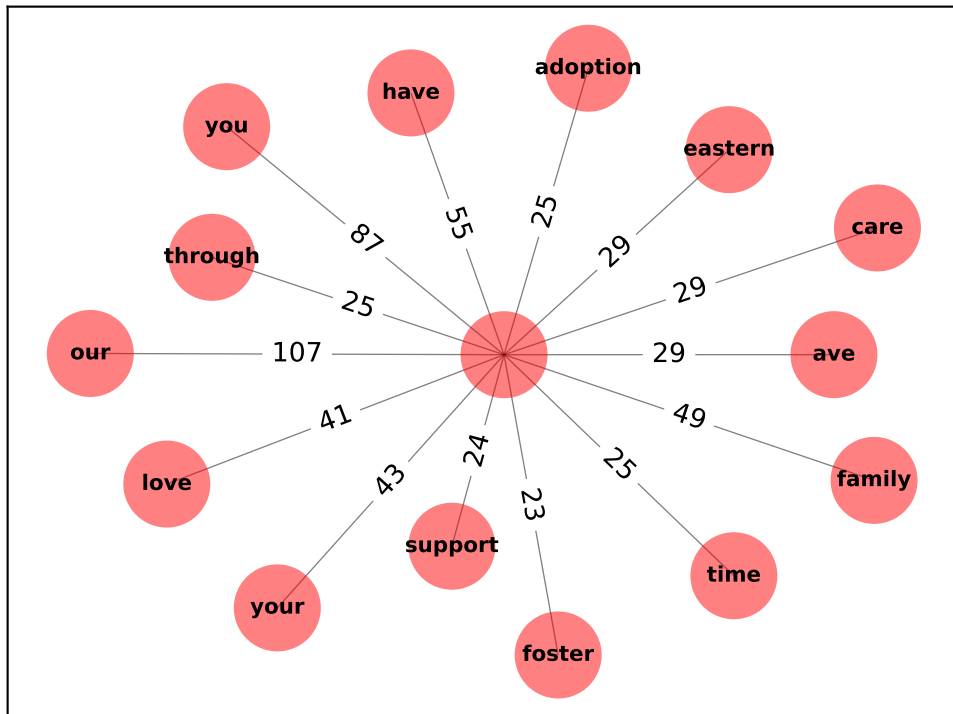 adoption
have
you
eastern
25
55
care
87
29
through
29
25
our
107
29
ave
41
49
24
25
family
love
43
23
support
time
your
foster